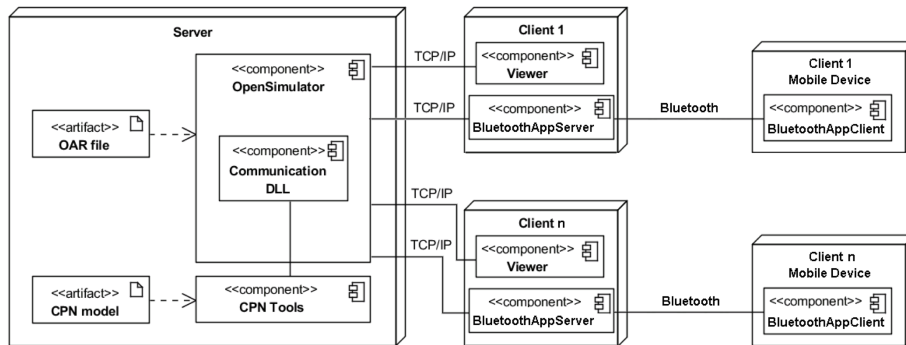 Server
<<component>>
OpenSimulator
<<artifact>>
OAR file
<<component>>
Communication
DLL
<<artifact>>
CPN model
<<component>>
CPN Tools
TCP/IP
TCP/IP
TCP/IP
TCP/IP
Client 1
<<component>>
Viewer
<<component>>
BluetoothAppServer
Bluetooth
Client 1
Mobile Device
<<component>>
BluetoothAppClient
Client n
<<component>>
Viewer
<<component>>
BluetoothAppServer
Bluetooth
Client n
Mobile Device
<<component>>
BluetoothAppClient